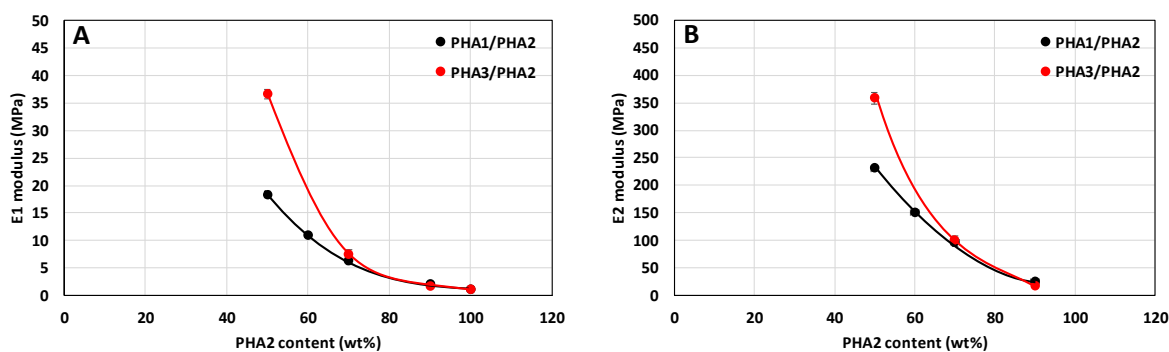 A
PHA1/PHA2
PHA3/PHA2
E1 modulus (MPa)
50
45
40
35
30
25
20
15
10
5
0
0 20 40 60 80 100 120
PHA2 content (wt%)
B
PHA1/PHA2
PHA3/PHA2
E2 modulus (MPa)
500
450
400
350
300
250
200
150
100
50
0
0 20 40 60 80 100 120
PHA2 content (wt%)